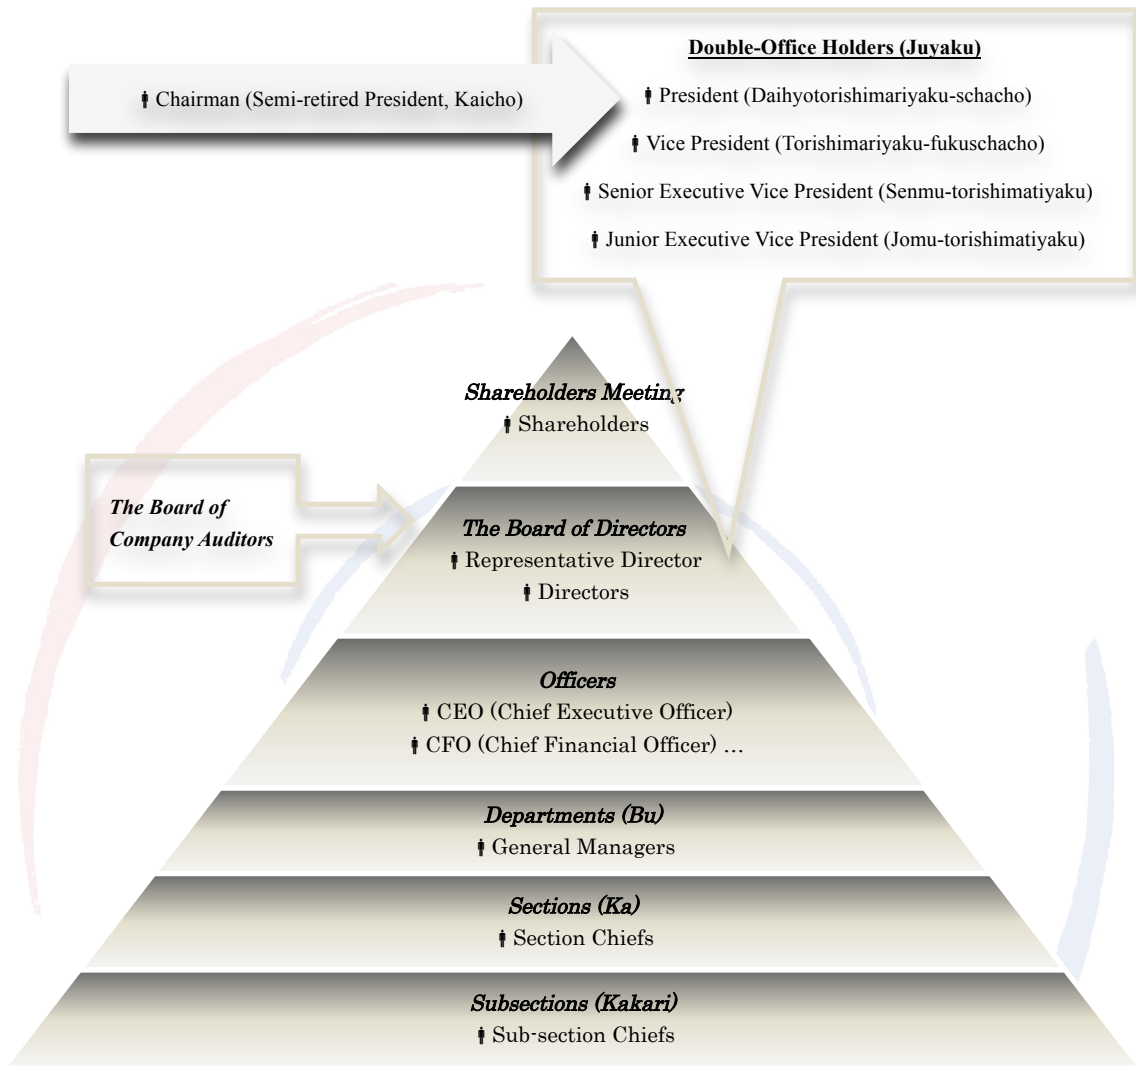 Double-Office Holders (Juyaku)
Chairman (Semi-retired President, Kaicho)
President (Daihyotorishimariyaku-schacho)
Vice President (Torishimariyaku-fukuschacho)
Senior Executive Vice President (Senmu-torishimatiyaku)
Junior Executive Vice President (Jomu-torishimatiyaku)
Shareholders Meeting
Shareholders
The Board of
Company Auditors
The Board of Directors
Representative Director
Directors
Officers
CEO (Chief Executive Officer)
CFO (Chief Financial Officer) …
Departments (Bu)
General Managers
Sections (Ka)
Section Chiefs
Subsections (Kakari)
Sub-section Chiefs